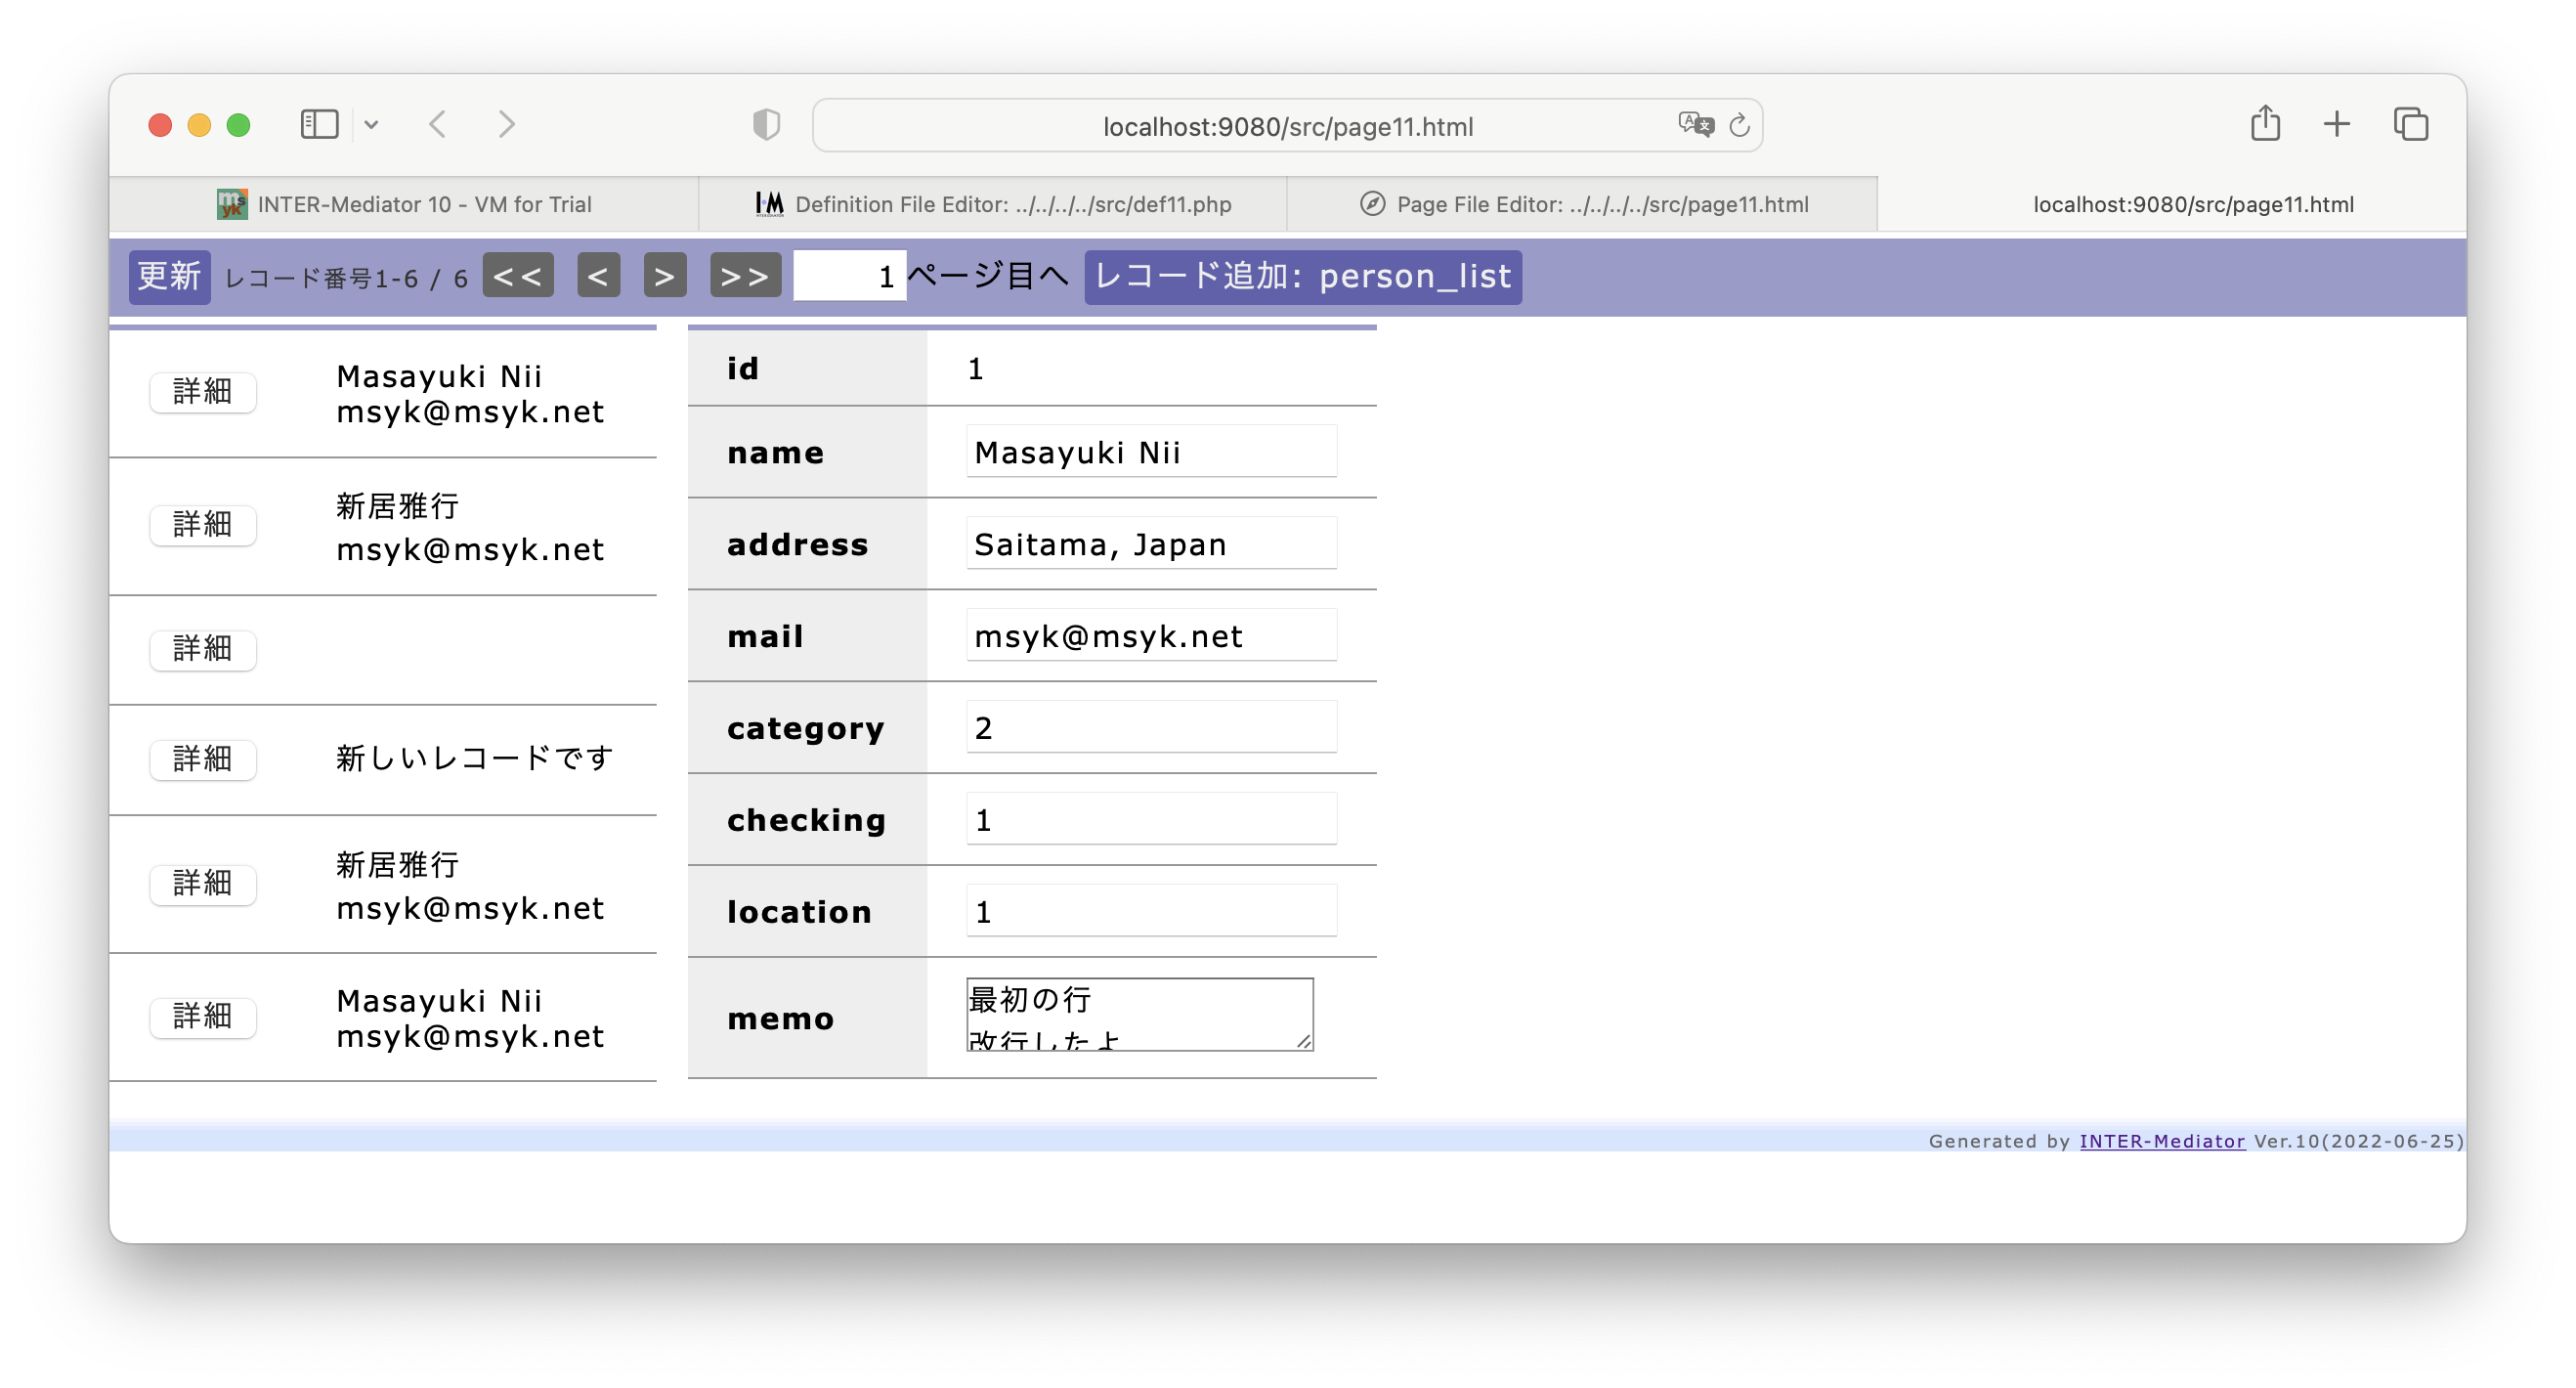 localhost:9080/src/page11.html
INTER-Mediator 10 - VM for Trial
Definition File Editor: ../../../../src/def11.php
Page File Editor: ../../../../src/page11.html
localhost:9080/src/page11.html
更新 レコード番号1-6 / 6 << < > >> 1 ページ目へ レコード追加: person_list
詳細 Masayuki Nii
msyk@msyk.net
詳細 新居雅行
msyk@msyk.net
詳細
詳細 新しいレコードです
詳細 新居雅行
msyk@msyk.net
詳細 Masayuki Nii
msyk@msyk.net
id 1
name Masayuki Nii
address Saitama, Japan
mail msyk@msyk.net
category 2
checking 1
location 1
memo 最初の行
改行したよ
Generated by INTER-Mediator Ver.10(2022-06-25)